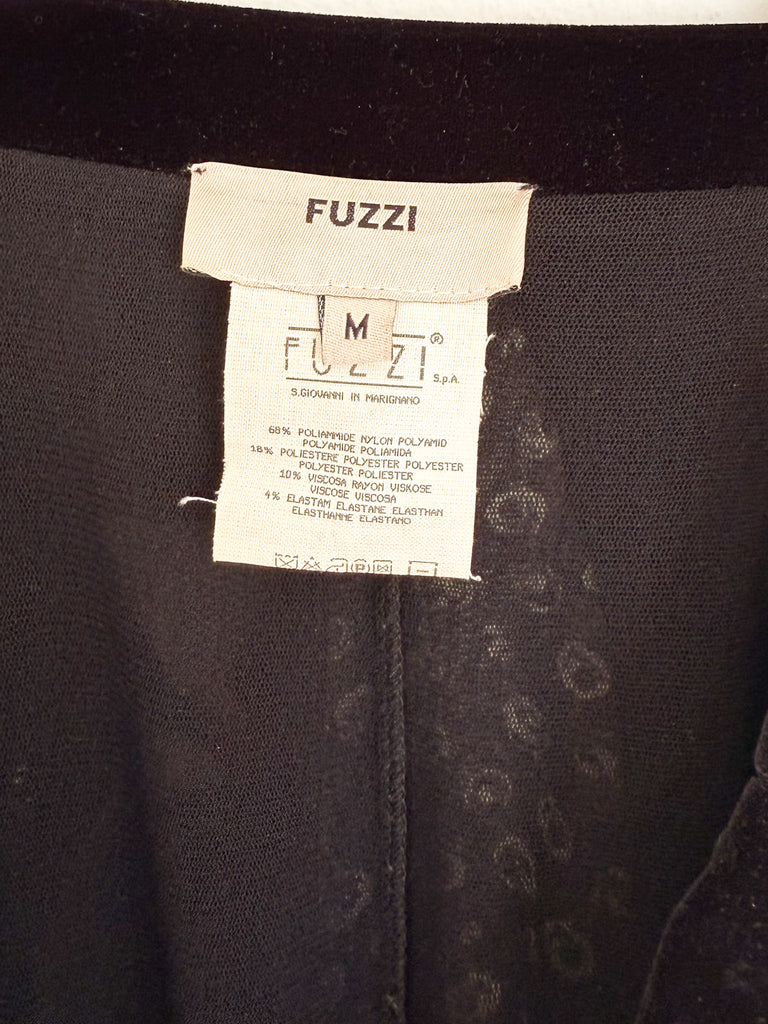 FUZZI
M
FUZZI®
S.p.A.
S.GIOVANNI IN MARIGNANO
68% POLIAMMIDE NYLON POLYAMID
POLYAMIDE POLIAMIDA
18% POLIESTERE POLYESTER POLYESTER
POLYESTER POLIESTER
10% VISCOSA RAYON VISKOSE
VISCOSE VISCOSA
4% ELASTAM ELASTANE ELASTHAN
ELASTHANNE ELASTANO
P